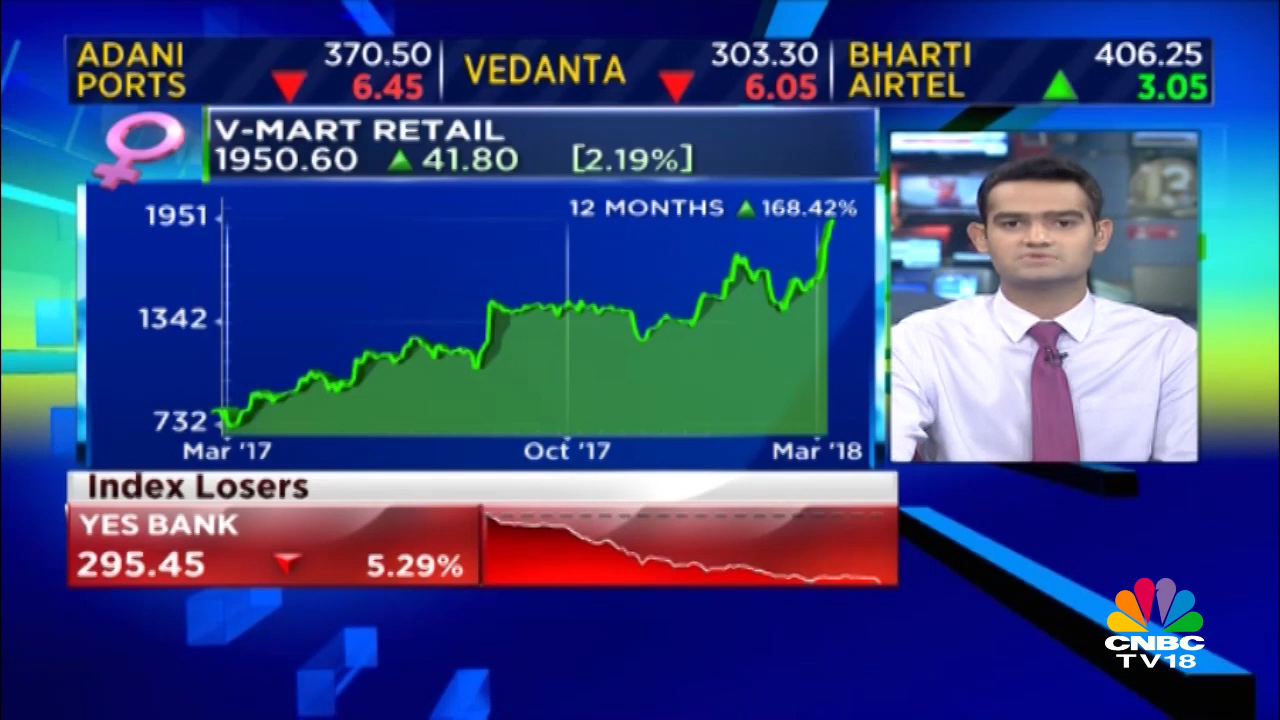 ADANI PORTS 370.50 6.45
VEDANTA 303.30 6.05
BHARTI AIRTEL 406.25 3.05
V-MART RETAIL
1950.60 41.80 [2.19%]
12 MONTHS 168.42%
1951
1342
732
Mar '17 Oct '17 Mar '18
13
Index Losers
YES BANK
295.45 5.29%
CNBC
TV18